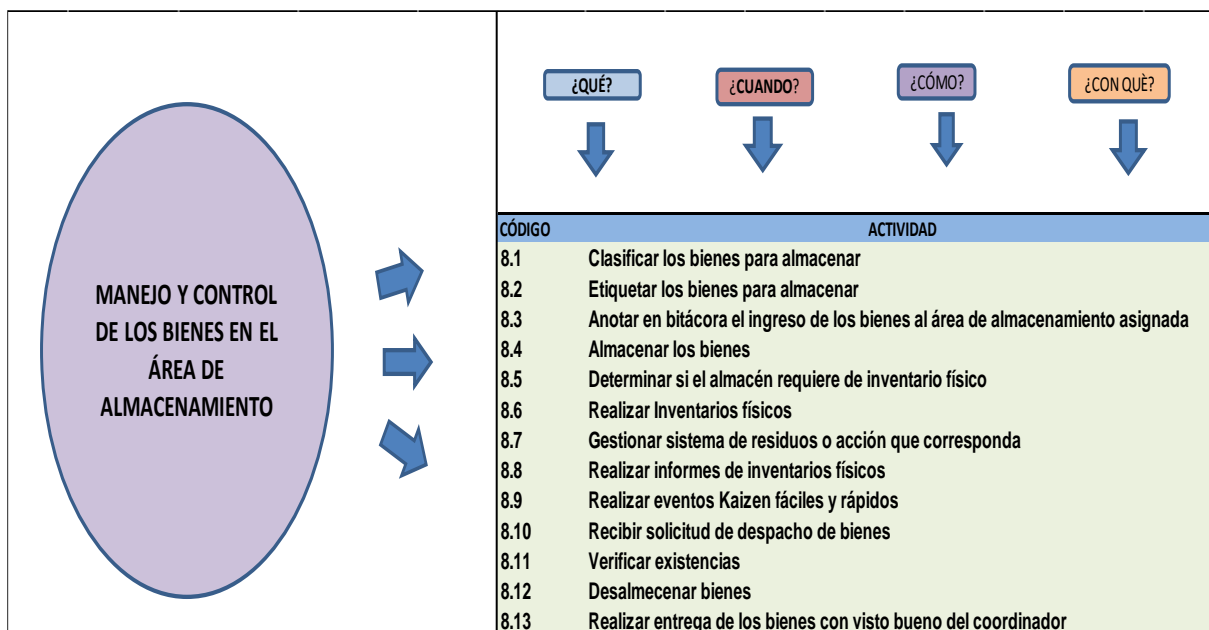 ¿QUÉ?
¿CUANDO?
¿CÓMO?
¿CON QUÈ?
MANEJO Y CONTROL
DE LOS BIENES EN EL
ÁREA DE
ALMACENAMIENTO
CÓDIGO ACTIVIDAD
8.1 Clasificar los bienes para almacenar
8.2 Etiquetar los bienes para almacenar
8.3 Anotar en bitácora el ingreso de los bienes al área de almacenamiento asignada
8.4 Almacenar los bienes
8.5 Determinar si el almacén requiere de inventario físico
8.6 Realizar Inventarios físicos
8.7 Gestionar sistema de residuos o acción que corresponda
8.8 Realizar informes de inventarios físicos
8.9 Realizar eventos Kaizen fáciles y rápidos
8.10 Recibir solicitud de despacho de bienes
8.11 Verificar existencias
8.12 Desalmecenar bienes
8.13 Realizar entrega de los bienes con visto bueno del coordinador